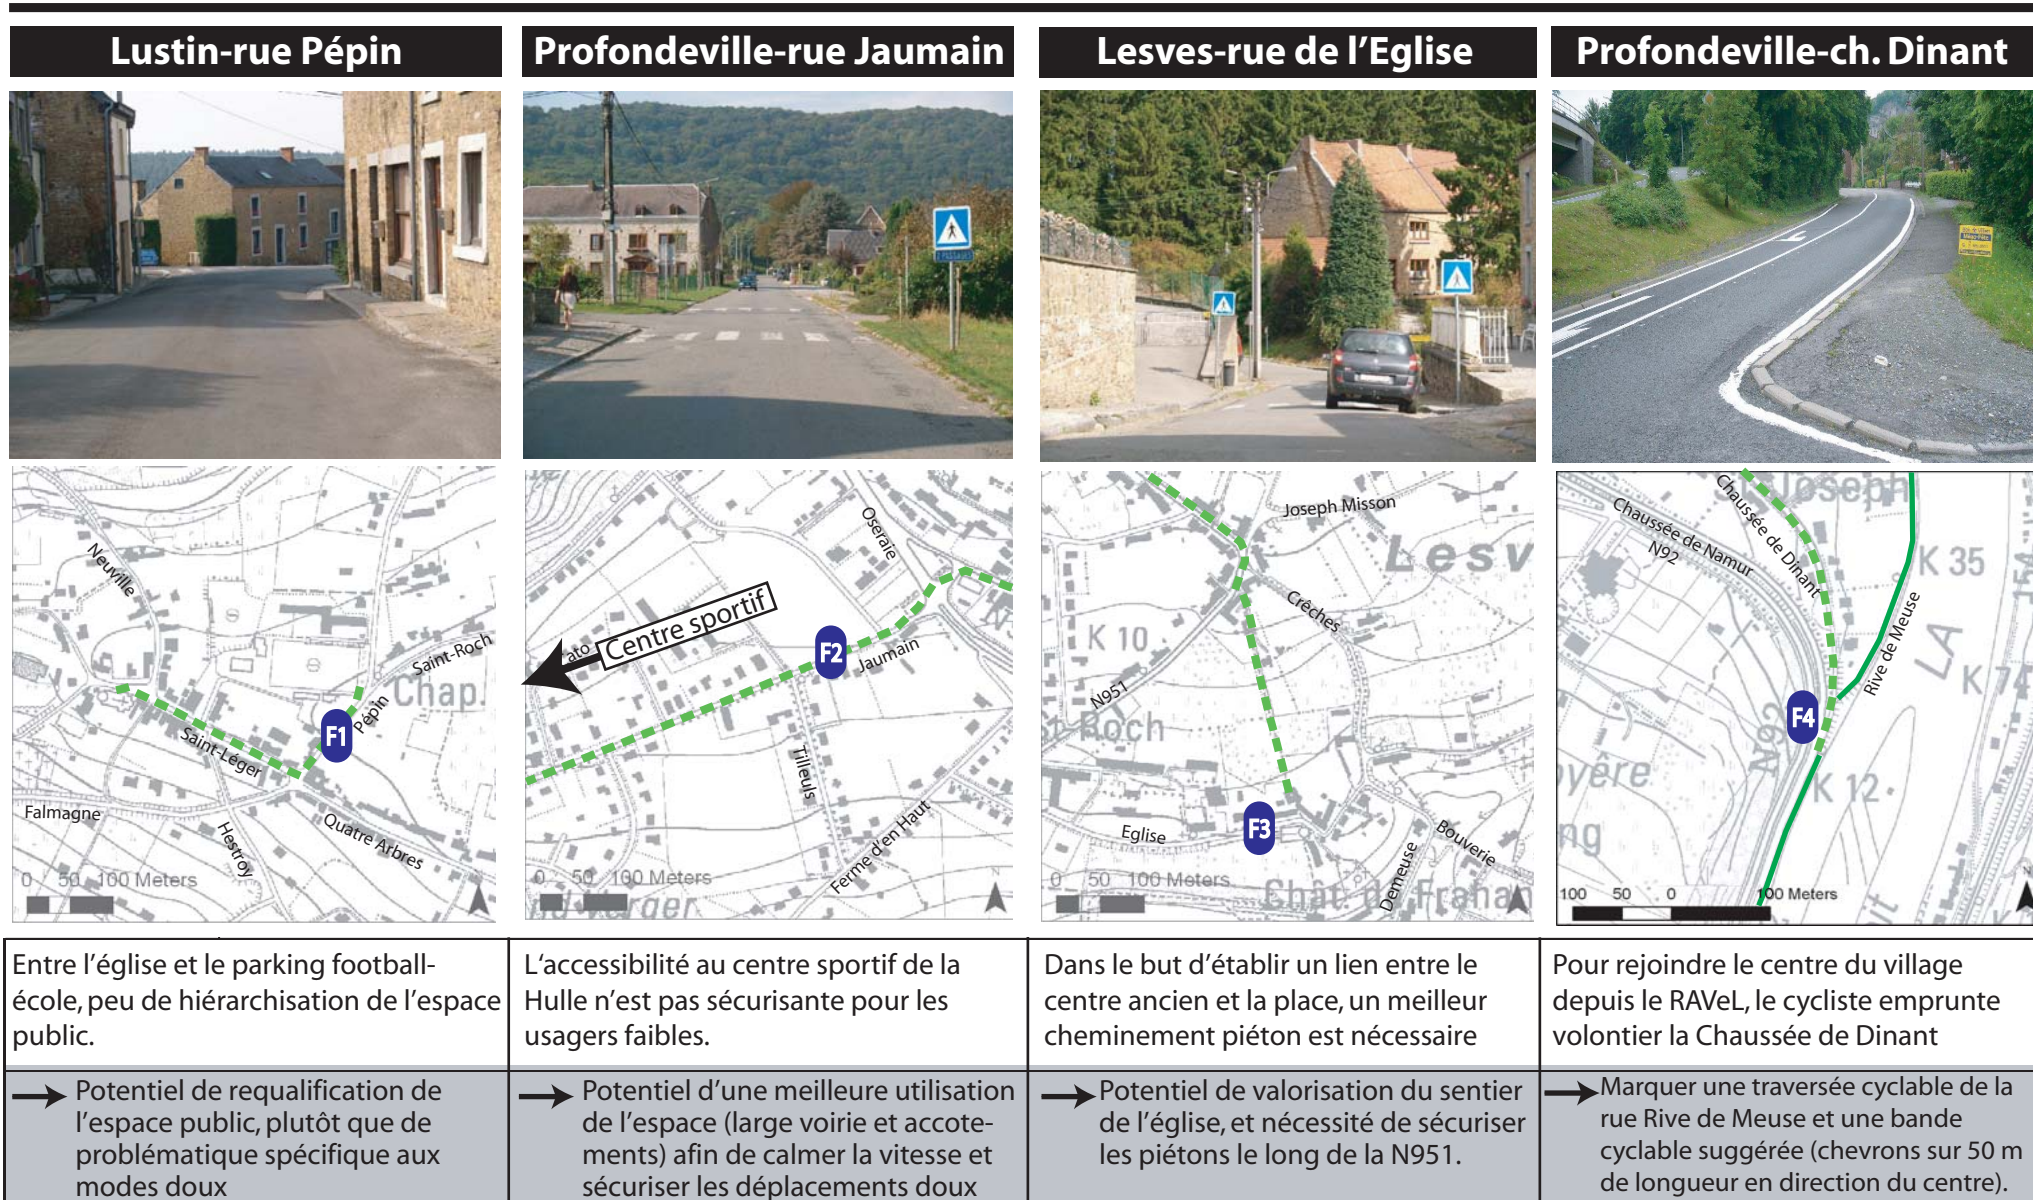 Lustin-rue Pépin
Profondeville-rue Jaumain
Lesves-rue de l'Eglise
Profondeville-ch. Dinant
Neuville
Saint-Roch
Chap.
Pépin
F1
Saint-Léger
Falmagne
Hestroy
Quatre Arbres
0 50 100 Meters
Oseraie
Centre sportif
ato
F2
Jaumain
Tilleuls
Ferme d'en Haut
0 50 100 Meters
Joseph Misson
Lesv
Crêches
K 10
N951
Roch
Eglise
F3
Bouverie
Demeuse
0 50 100 Meters
Chaussée de Namur
N92
Chaussée de Dinant
Joseph
K 35
Rive de Meuse
LA
K 74
F4
N92
K 12
100 50 0 100 Meters
Entre l'église et le parking football-
école, peu de hiérarchisation de l'espace
public.
L'accessibilité au centre sportif de la
Hulle n'est pas sécurisante pour les
usagers faibles.
Dans le but d'établir un lien entre le
centre ancien et la place, un meilleur
cheminement piéton est nécessaire
Pour rejoindre le centre du village
depuis le RAVeL, le cycliste emprunte
volontier la Chaussée de Dinant
Potentiel de requalification de
l'espace public, plutôt que de
problématique spécifique aux
modes doux
Potentiel d'une meilleure utilisation
de l'espace (large voirie et accote-
ments) afin de calmer la vitesse et
sécuriser les déplacements doux
Potentiel de valorisation du sentier
de l'église, et nécessité de sécuriser
les piétons le long de la N951.
Marquer une traversée cyclable de la
rue Rive de Meuse et une bande
cyclable suggérée (chevrons sur 50 m
de longueur en direction du centre).